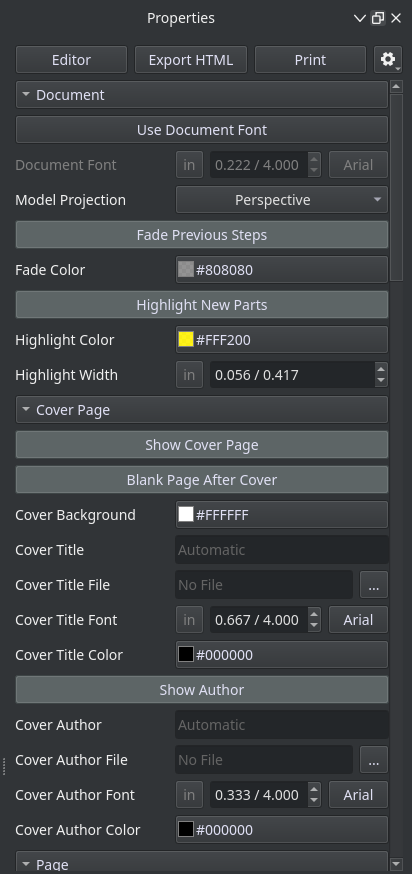 Properties
Editor Export HTML Print
Document
Use Document Font
Document Font in 0.222 / 4.000 Arial
Model Projection Perspective
Fade Previous Steps
Fade Color #808080
Highlight New Parts
Highlight Color #FFF200
Highlight Width in 0.056 / 0.417
Cover Page
Show Cover Page
Blank Page After Cover
Cover Background #FFFFFF
Cover Title Automatic
Cover Title File No File ...
Cover Title Font in 0.667 / 4.000 Arial
Cover Title Color #000000
Show Author
Cover Author Automatic
Cover Author File No File ...
Cover Author Font in 0.333 / 4.000 Arial
Cover Author Color #000000
Page